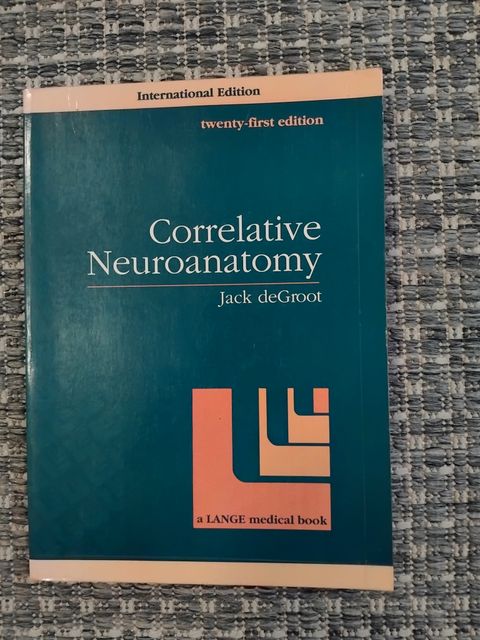 International Edition
twenty-first edition
Correlative
Neuroanatomy
Jack deGroot
a LANGE medical book